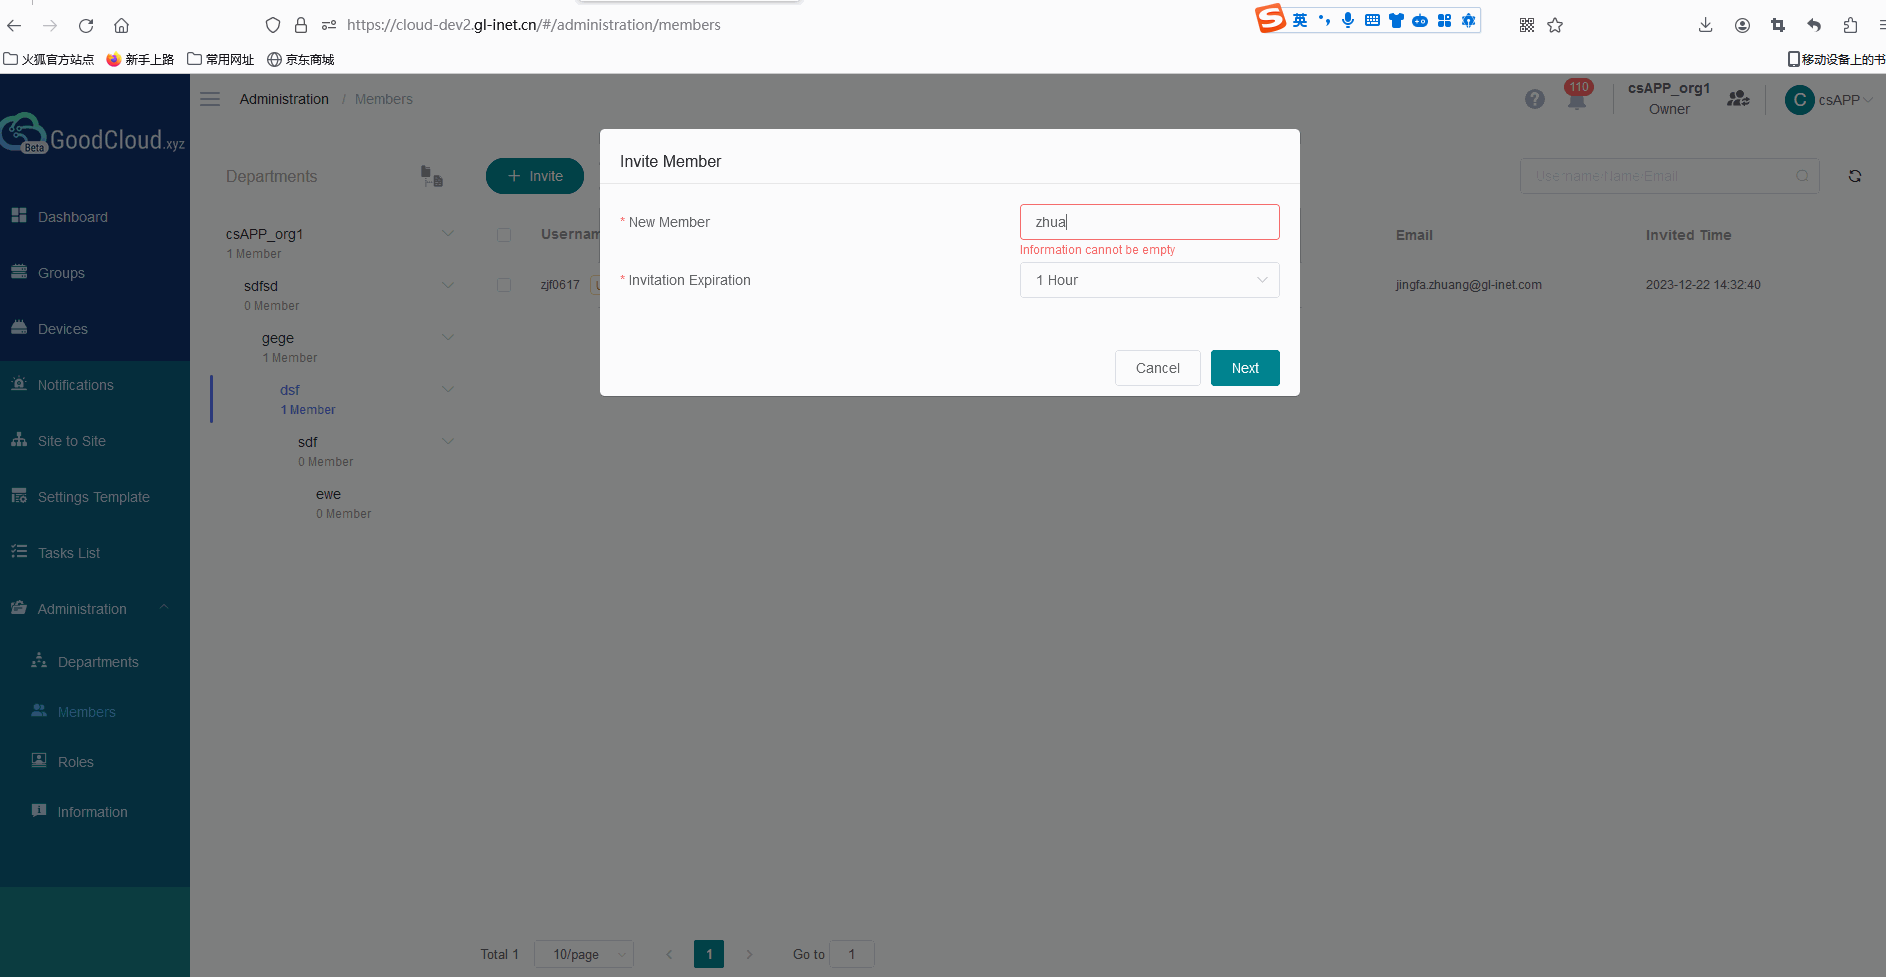 https://cloud-dev2.gl-inet.cn/#/administration/members
英
火狐官方站点 新手上路 常用网址 京东商城
移动设备上的书
Beta GoodCloud.xyz
Administration / Members
110
csAPP_org1
Owner
C csAPP
Departments
Invite
Username·Name·Email
Dashboard
Groups
Devices
Notifications
Site to Site
Settings Template
Tasks List
Administration
Departments
Members
Roles
Information
csAPP_org1
1 Member
sdfsd
0 Member
gege
1 Member
dsf
1 Member
sdf
0 Member
ewe
0 Member
Usernam
Email
Invited Time
zjf0617
jingfa.zhuang@gl-inet.com
2023-12-22 14:32:40
Invite Member
* New Member
zhua
Information cannot be empty
* Invitation Expiration
1 Hour
Cancel
Next
Total 1
10/page
1
Go to
1